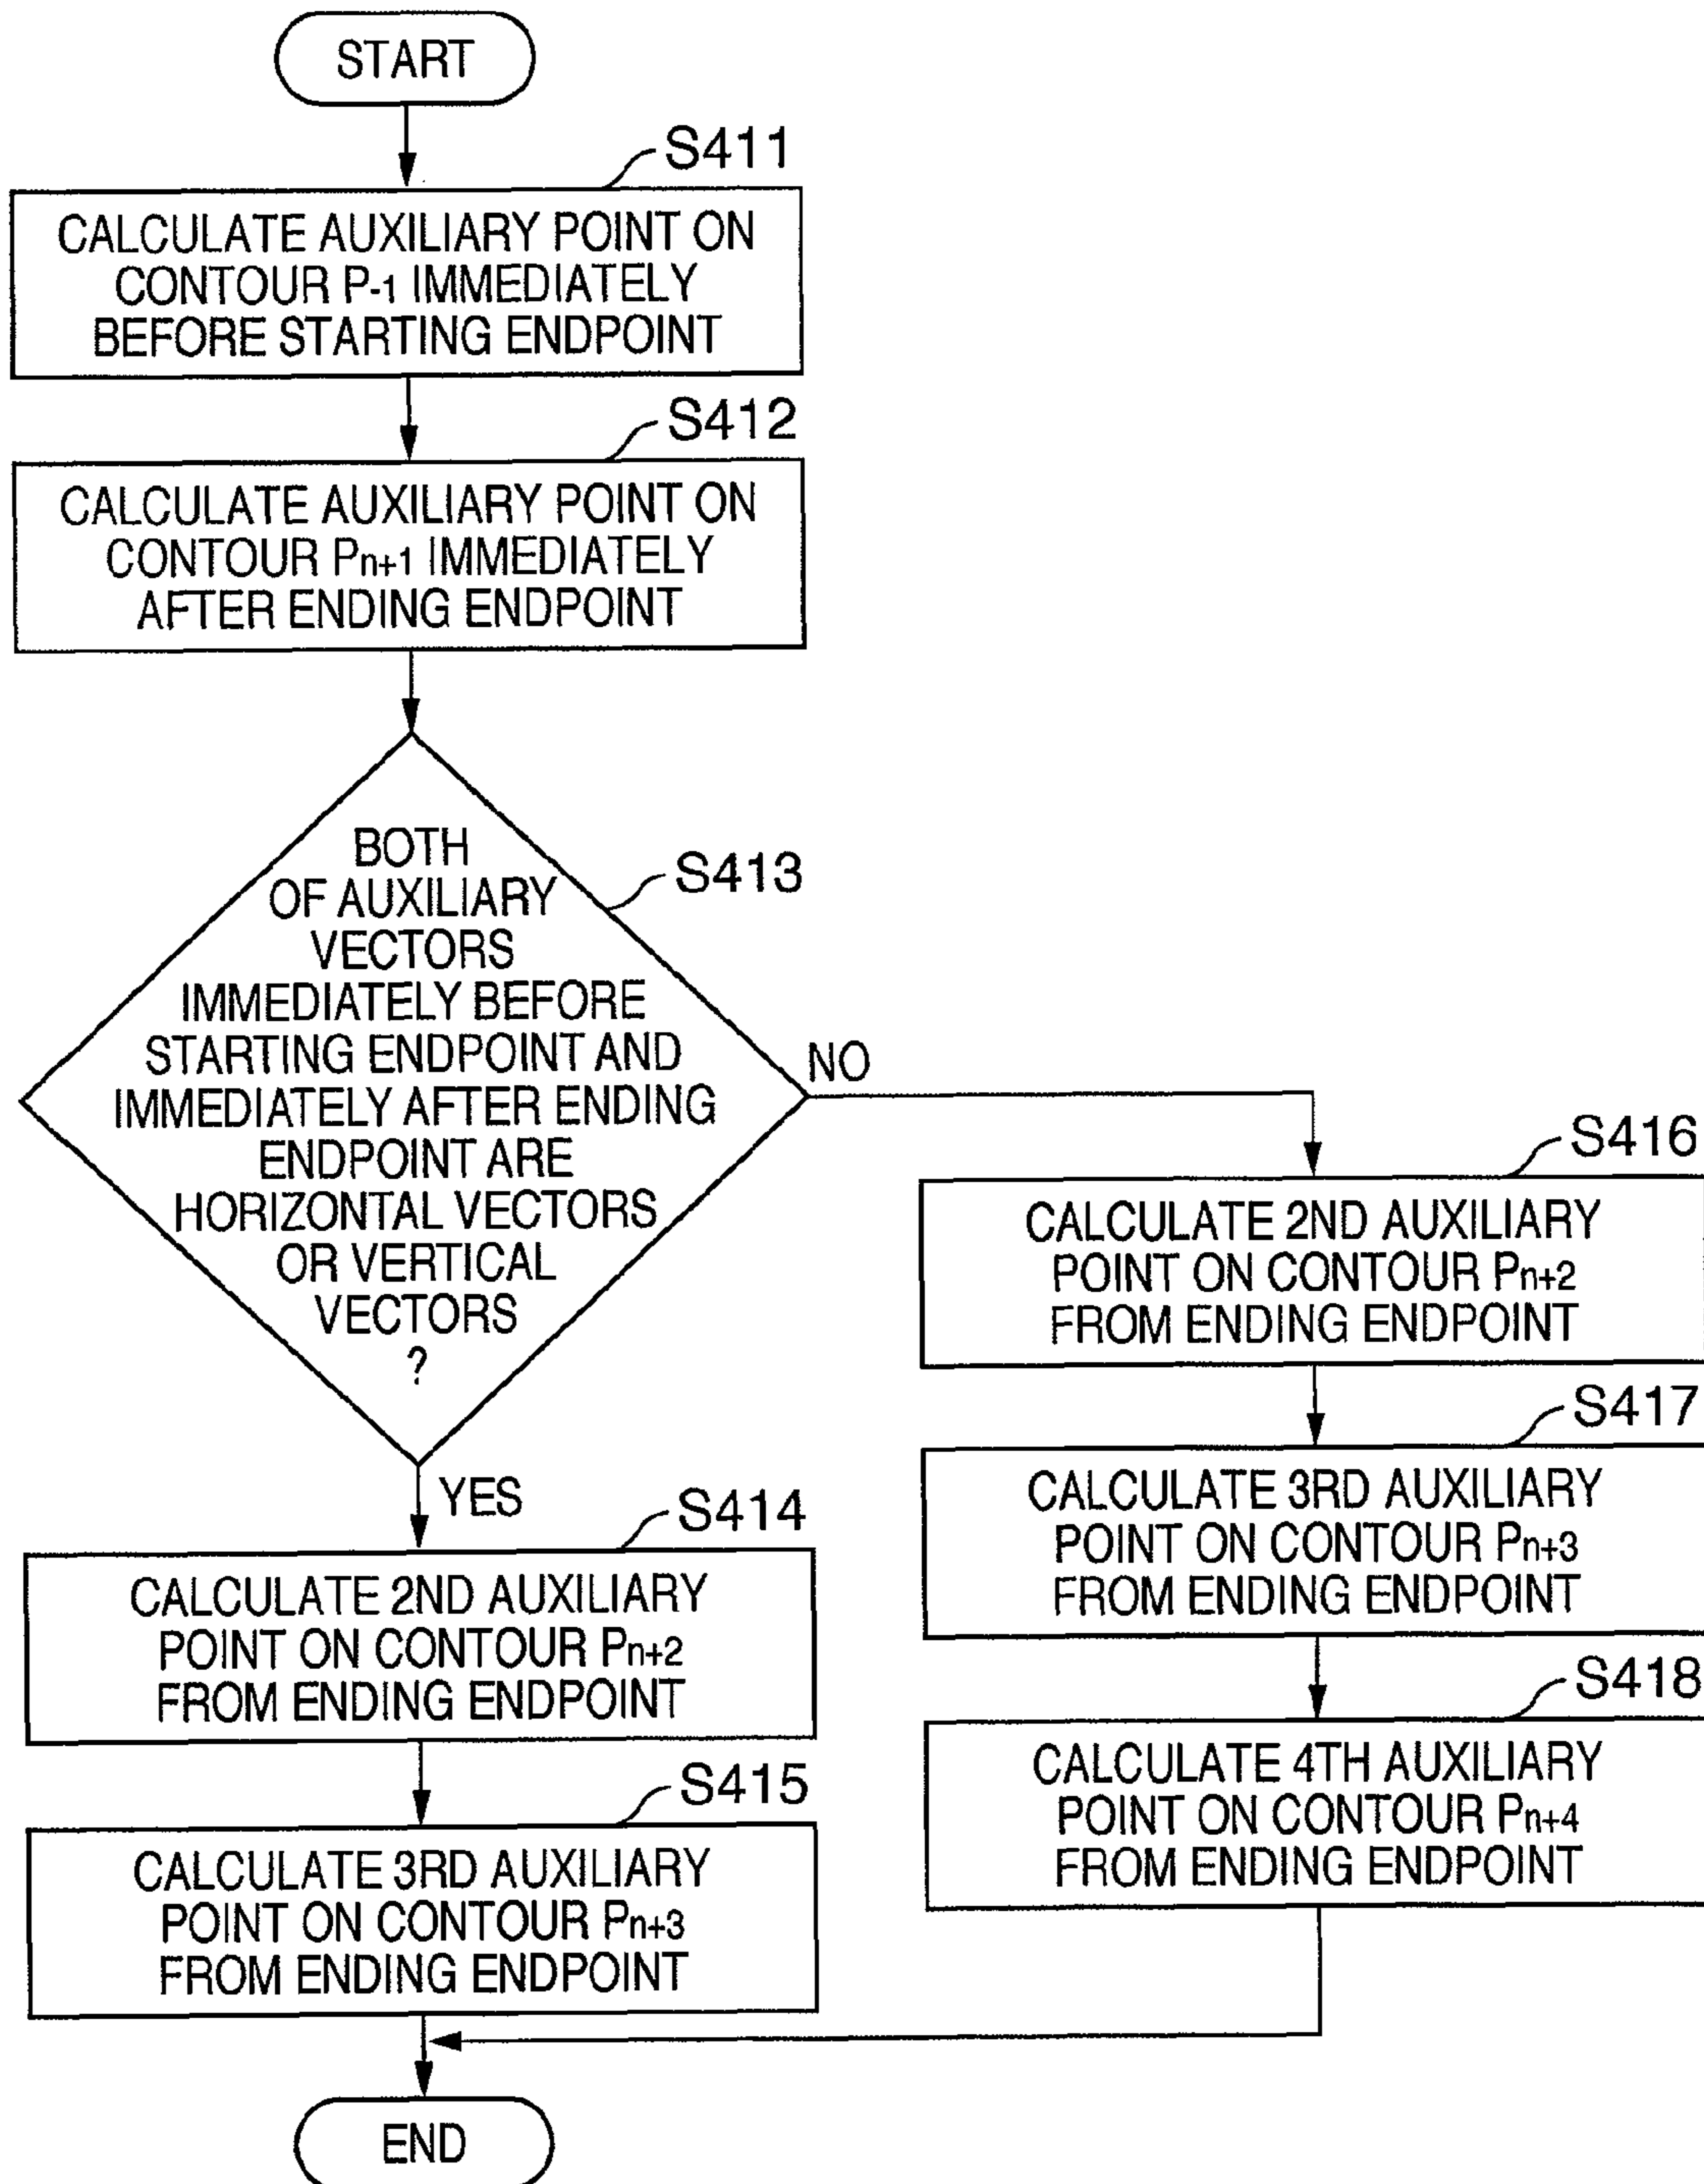 START
S411
CALCULATE AUXILIARY POINT ON
CONTOUR P-1 IMMEDIATELY
BEFORE STARTING ENDPOINT
S412
CALCULATE AUXILIARY POINT ON
CONTOUR Pn+1 IMMEDIATELY
AFTER ENDING ENDPOINT
S413
BOTH
OF AUXILIARY
VECTORS
IMMEDIATELY BEFORE
STARTING ENDPOINT AND
IMMEDIATELY AFTER ENDING
ENDPOINT ARE
HORIZONTAL VECTORS
OR VERTICAL
VECTORS
?
NO
YES
S414
CALCULATE 2ND AUXILIARY
POINT ON CONTOUR Pn+2
FROM ENDING ENDPOINT
S415
CALCULATE 3RD AUXILIARY
POINT ON CONTOUR Pn+3
FROM ENDING ENDPOINT
S416
CALCULATE 2ND AUXILIARY
POINT ON CONTOUR Pn+2
FROM ENDING ENDPOINT
S417
CALCULATE 3RD AUXILIARY
POINT ON CONTOUR Pn+3
FROM ENDING ENDPOINT
S418
CALCULATE 4TH AUXILIARY
POINT ON CONTOUR Pn+4
FROM ENDING ENDPOINT
END